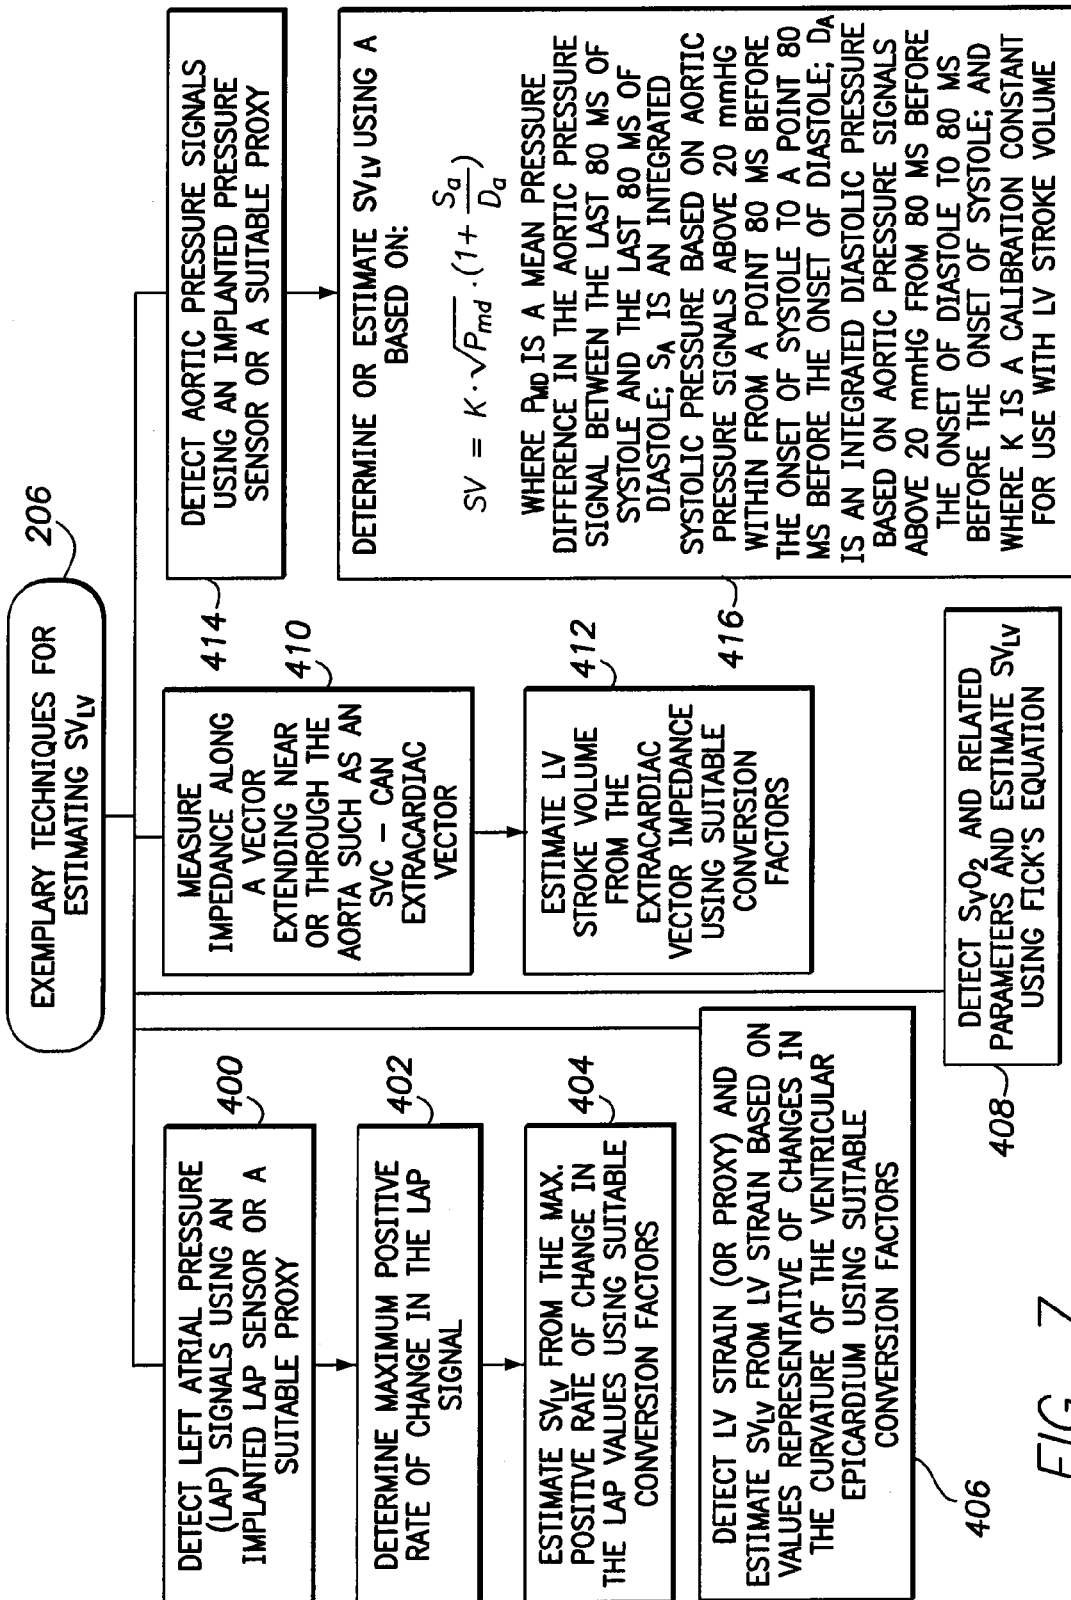 EXEMPLARY TECHNIQUES FOR
ESTIMATING SVLV
206
DETECT LEFT ATRIAL PRESSURE
(LAP) SIGNALS USING AN
IMPLANTED LAP SENSOR OR A
SUITABLE PROXY
400
DETERMINE MAXIMUM POSITIVE
RATE OF CHANGE IN THE LAP
SIGNAL
402
ESTIMATE SVLV FROM THE MAX.
POSITIVE RATE OF CHANGE IN
THE LAP VALUES USING SUITABLE
CONVERSION FACTORS
404
DETECT LV STRAIN (OR PROXY) AND
ESTIMATE SVLV FROM LV STRAIN BASED ON
VALUES REPRESENTATIVE OF CHANGES IN
THE CURVATURE OF THE VENTRICULAR
EPICARDIUM USING SUITABLE
CONVERSION FACTORS
406
DETECT SVO2 AND RELATED
PARAMETERS AND ESTIMATE SVLV
USING FICK'S EQUATION
408
MEASURE
IMPEDANCE ALONG
A VECTOR
EXTENDING NEAR
OR THROUGH THE
AORTA SUCH AS AN
SVC - CAN
EXTRACARDIAC
VECTOR
410
ESTIMATE LV
STROKE VOLUME
FROM THE
EXTRACARDIAC
VECTOR IMPEDANCE
USING SUITABLE
CONVERSION
FACTORS
412
DETECT AORTIC PRESSURE SIGNALS
USING AN IMPLANTED PRESSURE
SENSOR OR A SUITABLE PROXY
414
DETERMINE OR ESTIMATE SVLV USING A
BASED ON:
SV = K · √Pmd · (1 + Sa/Da)
WHERE PMD IS A MEAN PRESSURE
DIFFERENCE IN THE AORTIC PRESSURE
SIGNAL BETWEEN THE LAST 80 MS OF
SYSTOLE AND THE LAST 80 MS OF
DIASTOLE; SA IS AN INTEGRATED
SYSTOLIC PRESSURE BASED ON AORTIC
PRESSURE SIGNALS ABOVE 20 mmHG
WITHIN FROM A POINT 80 MS BEFORE
THE ONSET OF SYSTOLE TO A POINT 80
MS BEFORE THE ONSET OF DIASTOLE; DA
IS AN INTEGRATED DIASTOLIC PRESSURE
BASED ON AORTIC PRESSURE SIGNALS
ABOVE 20 mmHG FROM 80 MS BEFORE
THE ONSET OF DIASTOLE TO 80 MS
BEFORE THE ONSET OF SYSTOLE; AND
WHERE K IS A CALIBRATION CONSTANT
FOR USE WITH LV STROKE VOLUME
416
FIG. 7